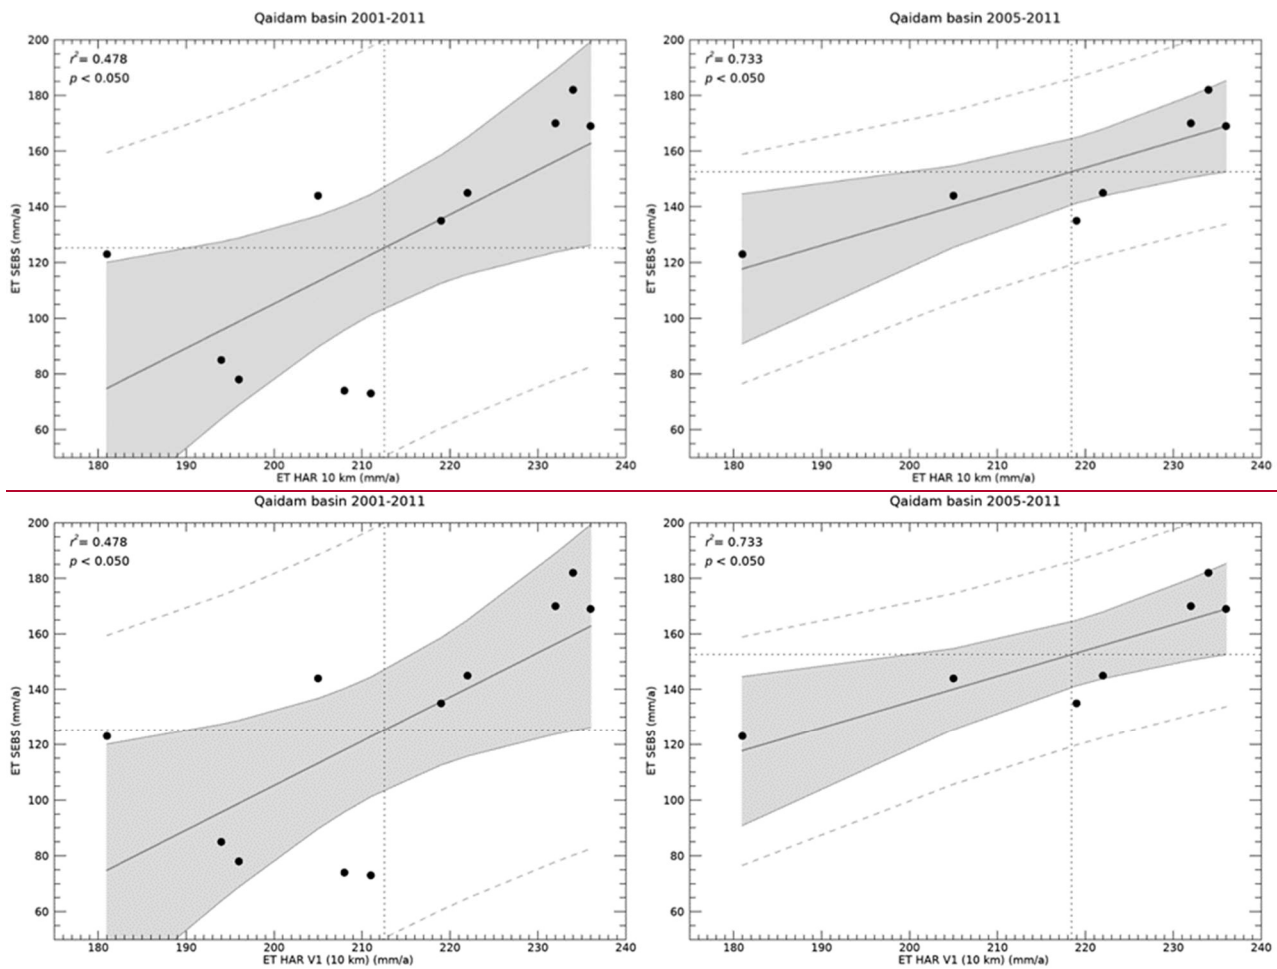 Qaidam basin 2001-2011
r²= 0.478
p < 0.050
200
180
160
140
120
100
80
60
ET SEBS (mm/a)
180 190 200 210 220 230 240
ET HAR 10 km (mm/a)
Qaidam basin 2005-2011
r²= 0.733
p < 0.050
200
180
160
140
120
100
80
60
ET SEBS (mm/a)
180 190 200 210 220 230 240
ET HAR 10 km (mm/a)
Qaidam basin 2001-2011
r²= 0.478
p < 0.050
200
180
160
140
120
100
80
60
ET SEBS (mm/a)
180 190 200 210 220 230 240
ET HAR V1 (10 km) (mm/a)
Qaidam basin 2005-2011
r²= 0.733
p < 0.050
200
180
160
140
120
100
80
60
ET SEBS (mm/a)
180 190 200 210 220 230 240
ET HAR V1 (10 km) (mm/a)